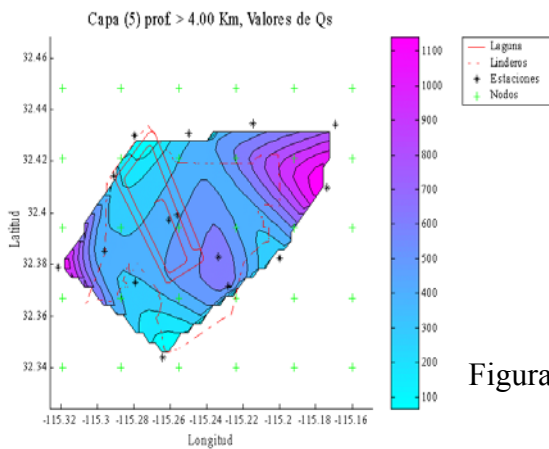 Capa (5) prof. > 4.00 Km, Valores de Qs
32.46
32.44
32.42
32.4
32.38
32.36
32.34
Latitud
-115.32 -115.3 -115.28 -115.26 -115.24 -115.22 -115.2 -115.18 -115.16
Longitud
1100
1000
900
800
700
600
500
400
300
200
100
Laguna
Linderos
Estaciones
Nodos
Figura